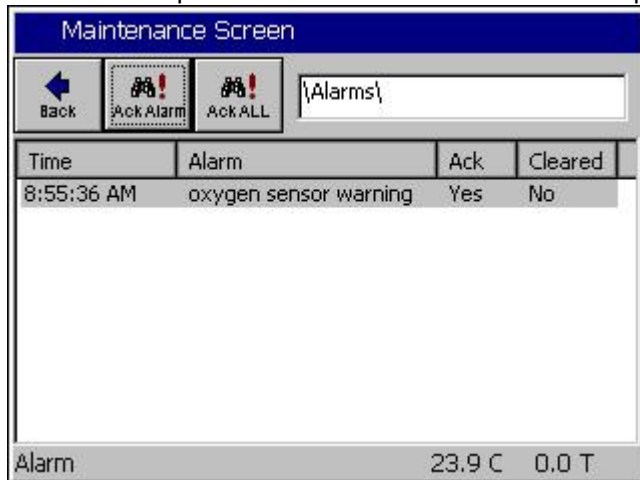 Maintenance Screen
Back
Ack Alarm
Ack ALL
\Alarms\
Time Alarm Ack Cleared
8:55:36 AM oxygen sensor warning Yes No
Alarm 23.9 C 0.0 T